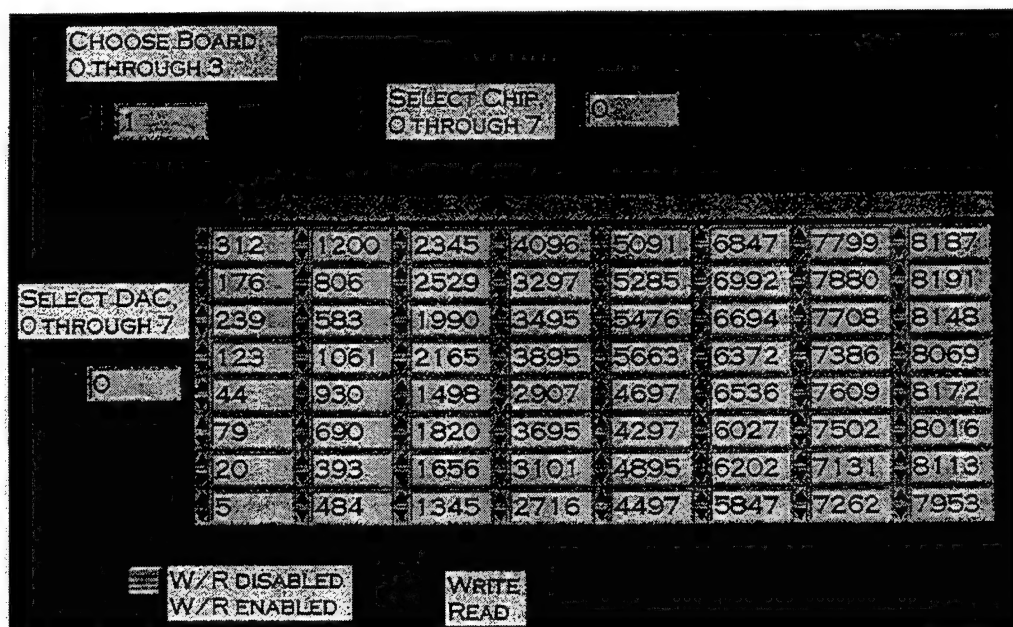 CHOOSE BOARD,
0 THROUGH 3
1
SELECT CHIP,
0 THROUGH 7
0
312 1200 2345 4096 5091 6847 7799 8187
176 806 2529 3297 5285 6992 7880 8191
SELECT DAC,
0 THROUGH 7
239 583 1990 3495 5476 6694 7708 8148
123 1061 2165 3895 5663 6372 7386 8069
0
44 930 1498 2907 4697 6536 7609 8172
79 690 1820 3695 4297 6027 7502 8016
20 393 1656 3101 4895 6202 7131 8113
5 484 1345 2716 4497 5847 7262 7953
W/R DISABLED
W/R ENABLED
WRITE
READ